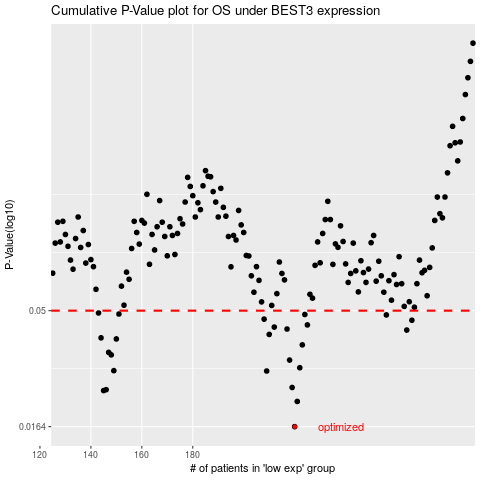 Cumulative P-Value plot for OS under BEST3 expression
P-Value(log10)
0.05
0.0164
optimized
120 140 160 180
# of patients in 'low exp' group